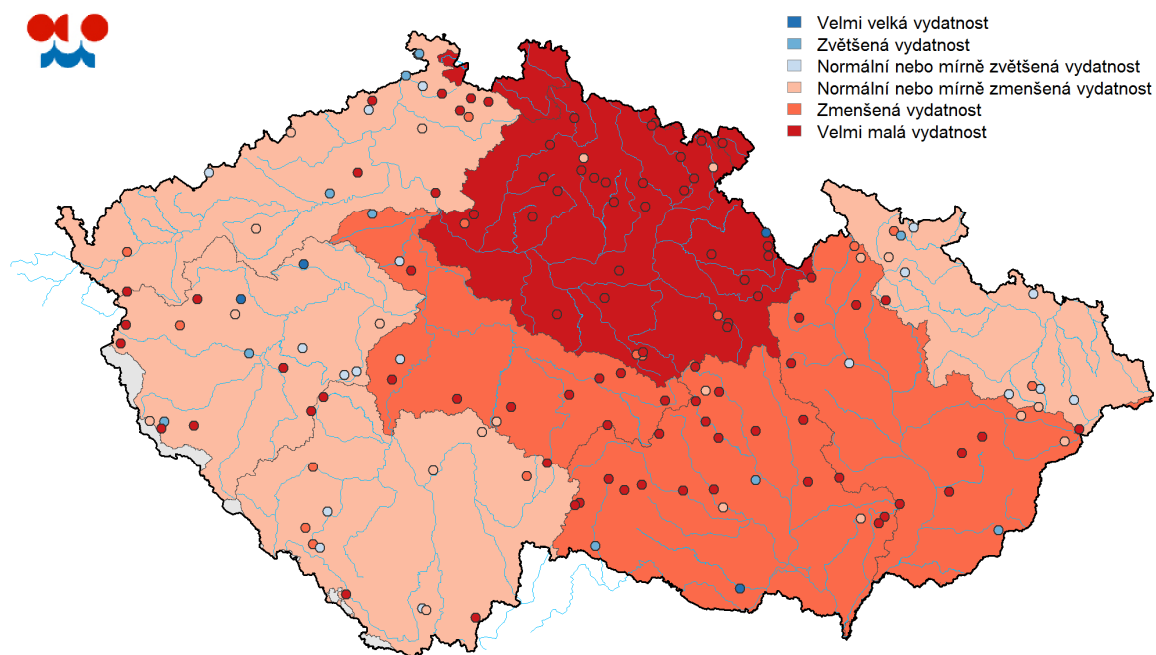 Velmi velká vydatnost
Zvětšená vydatnost
Normální nebo mírně zvětšená vydatnost
Normální nebo mírně zmenšená vydatnost
Zmenšená vydatnost
Velmi malá vydatnost